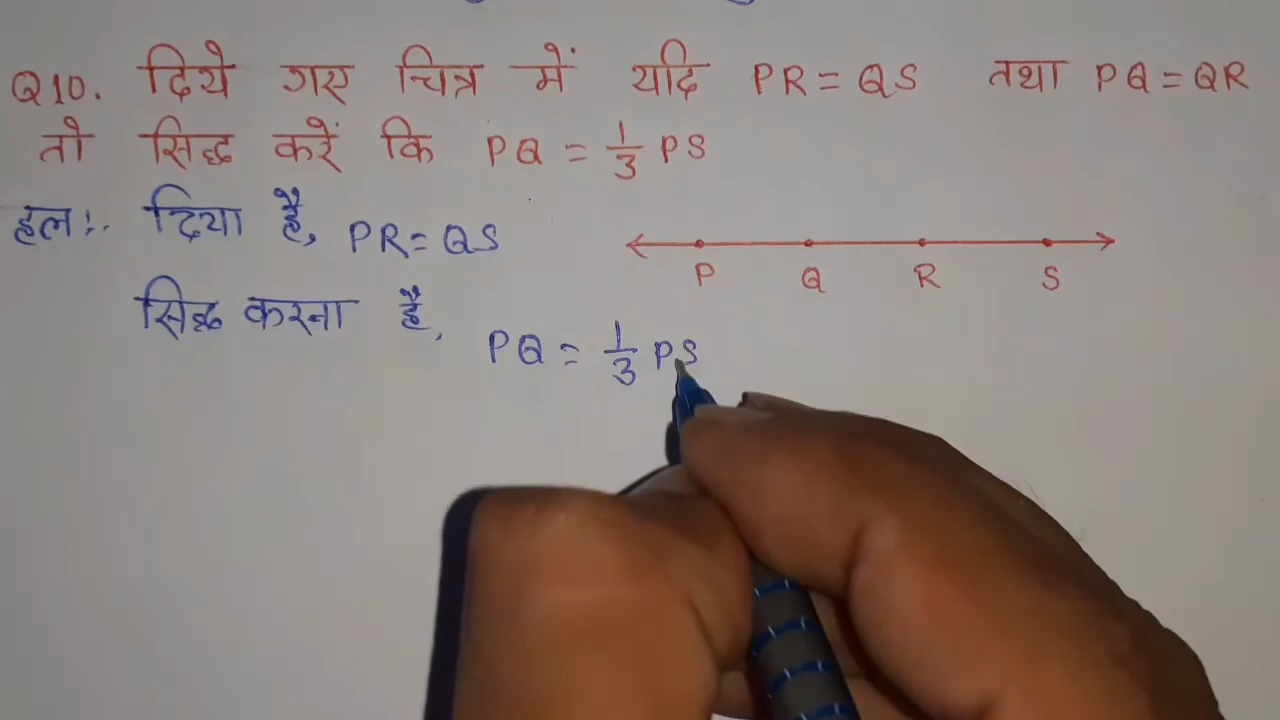 Q10. दिये गए चित्र में यदि PR = QS तथा PQ = QR
तो सिद्ध करें कि PQ = 1/3 PS
हल:. दिया है, PR = QS
P Q R S
सिद्ध करना है,
PQ = 1/3 PS